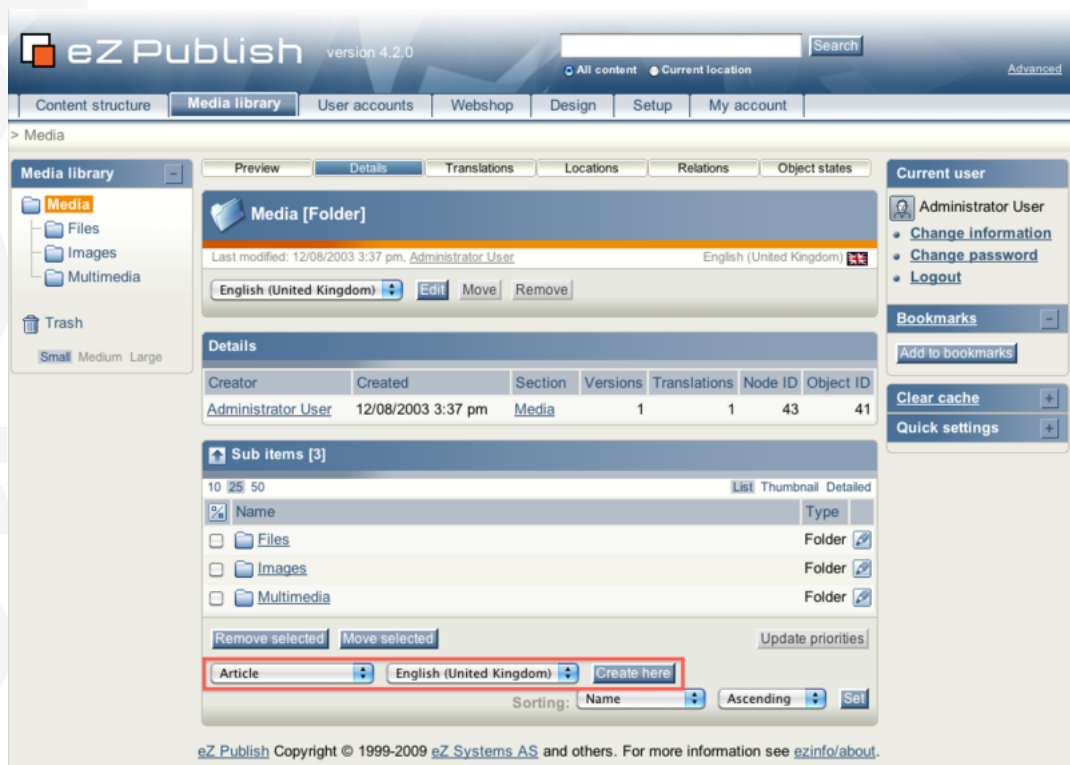 eZ Publish version 4.2.0
Search
All content Current location
Advanced
Content structure Media library User accounts Webshop Design Setup My account
> Media
Media library
Media
Files
Images
Multimedia
Trash
Small Medium Large
Preview Details Translations Locations Relations Object states
Media [Folder]
Last modified: 12/08/2003 3:37 pm, Administrator User English (United Kingdom)
English (United Kingdom) Edit Move Remove
Details
Creator Created Section Versions Translations Node ID Object ID
Administrator User 12/08/2003 3:37 pm Media 1 1 43 41
Sub items [3]
10 25 50 List Thumbnail Detailed
Name Type
Files Folder
Images Folder
Multimedia Folder
Remove selected Move selected Update priorities
Article English (United Kingdom) Create here
Sorting: Name Ascending Set
Current user
Administrator User
Change information
Change password
Logout
Bookmarks
Add to bookmarks
Clear cache
Quick settings
eZ Publish Copyright © 1999-2009 eZ Systems AS and others. For more information see ezinfo/about.